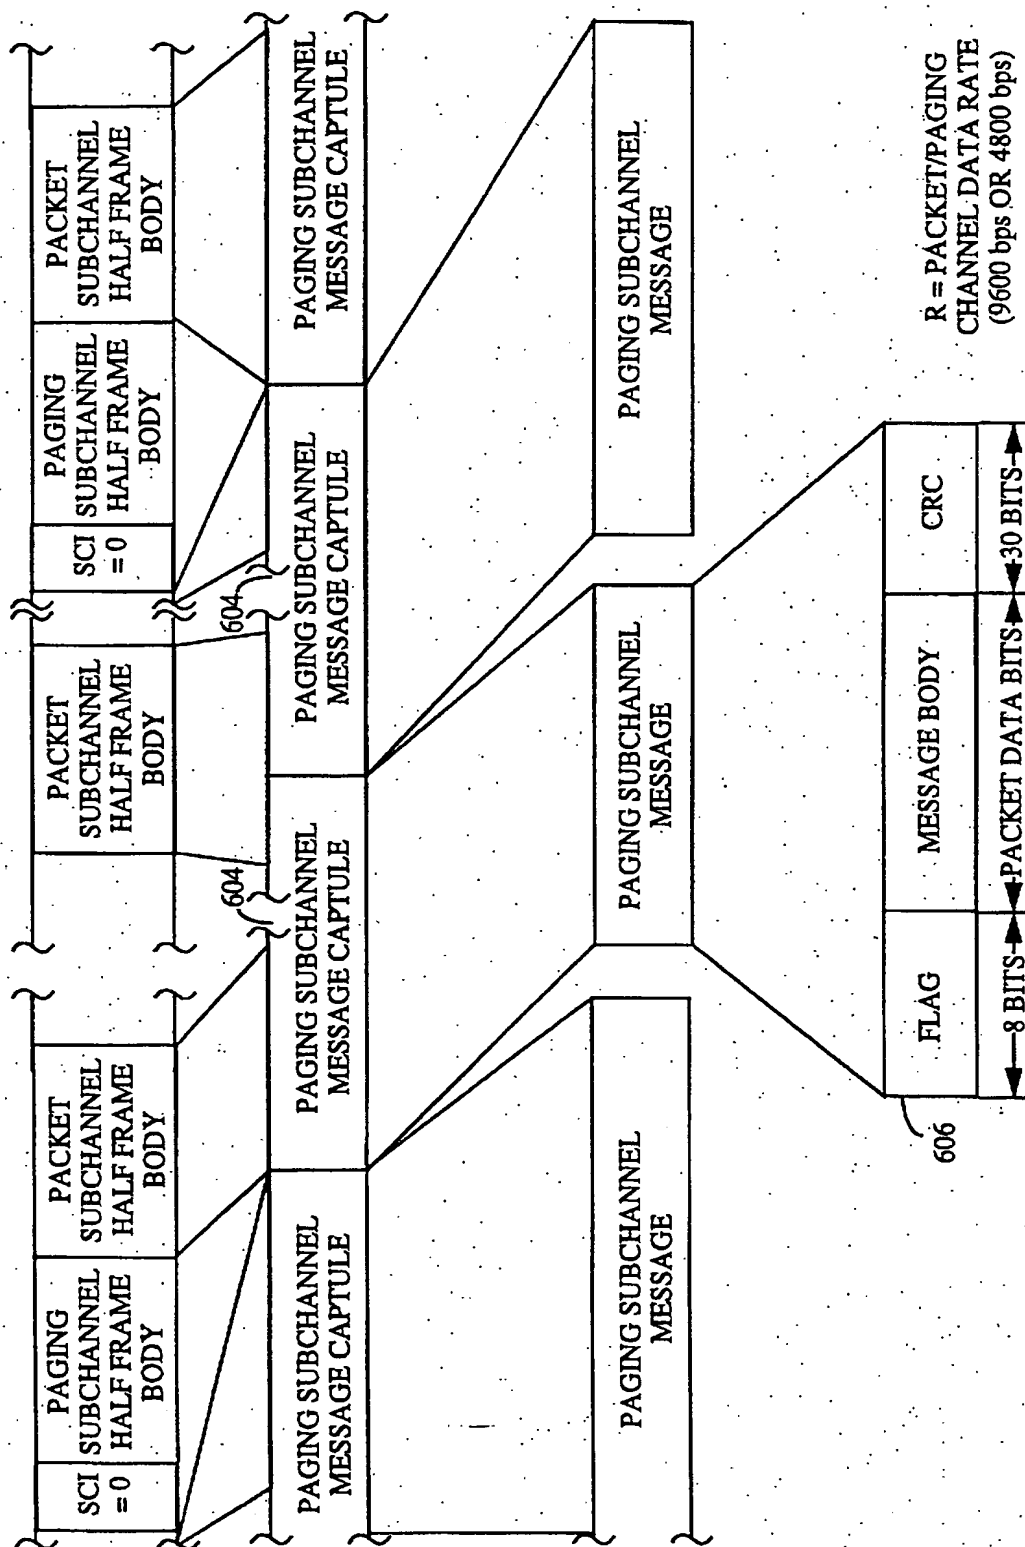 SCI
= 0
PAGING
SUBCHANNEL
HALF FRAME
BODY
PACKET
SUBCHANNEL
HALF FRAME
BODY
PACKET
SUBCHANNEL
HALF FRAME
BODY
SCI
= 0
PAGING
SUBCHANNEL
HALF FRAME
BODY
PACKET
SUBCHANNEL
HALF FRAME
BODY
604
604
PAGING SUBCHANNEL
MESSAGE CAPTULE
PAGING SUBCHANNEL
MESSAGE CAPTULE
PAGING SUBCHANNEL
MESSAGE CAPTULE
PAGING SUBCHANNEL
MESSAGE CAPTULE
PAGING SUBCHANNEL
MESSAGE
PAGING SUBCHANNEL
MESSAGE
PAGING SUBCHANNEL
MESSAGE
606
FLAG
MESSAGE BODY
CRC
8 BITS
PACKET DATA BITS
30 BITS
R = PACKET/PAGING
CHANNEL DATA RATE
(9600 bps OR 4800 bps)